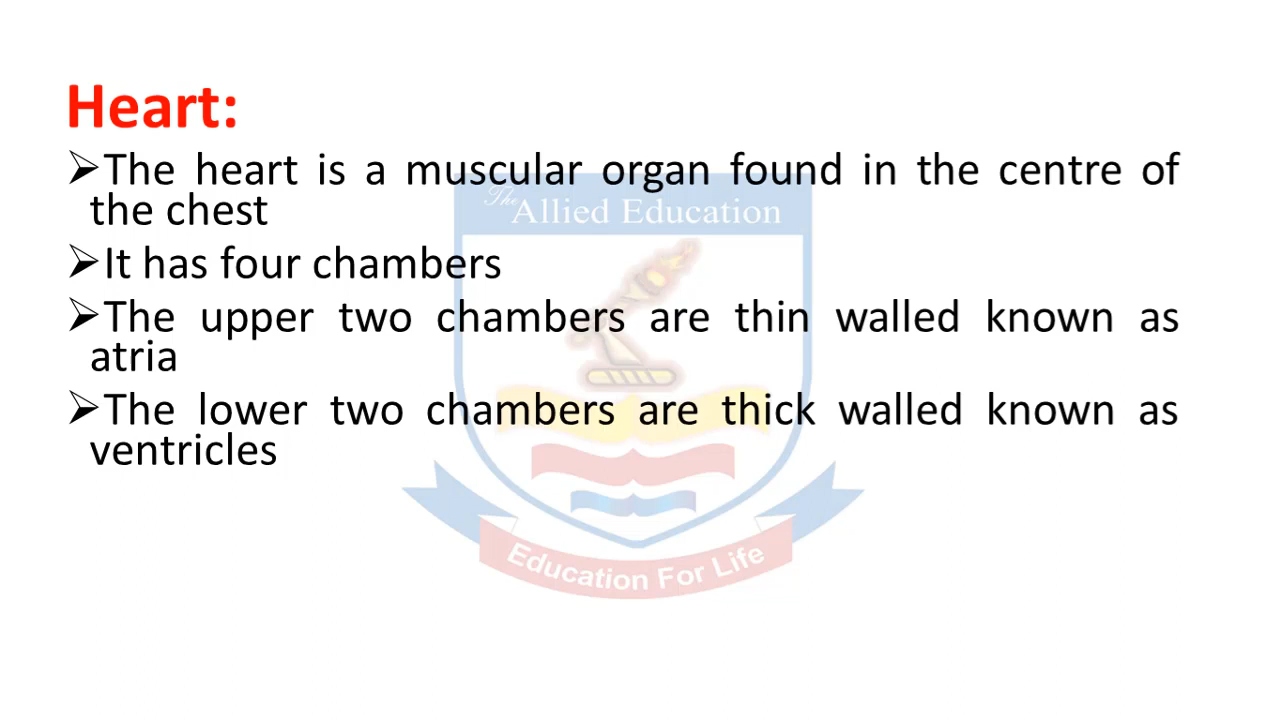 Heart:
➢The heart is a muscular organ found in the centre of
the chest
The
Allied Education
➢It has four chambers
➢The upper two chambers are thin walled known as
atria
➢The lower two chambers are thick walled known as
ventricles
Education For Life